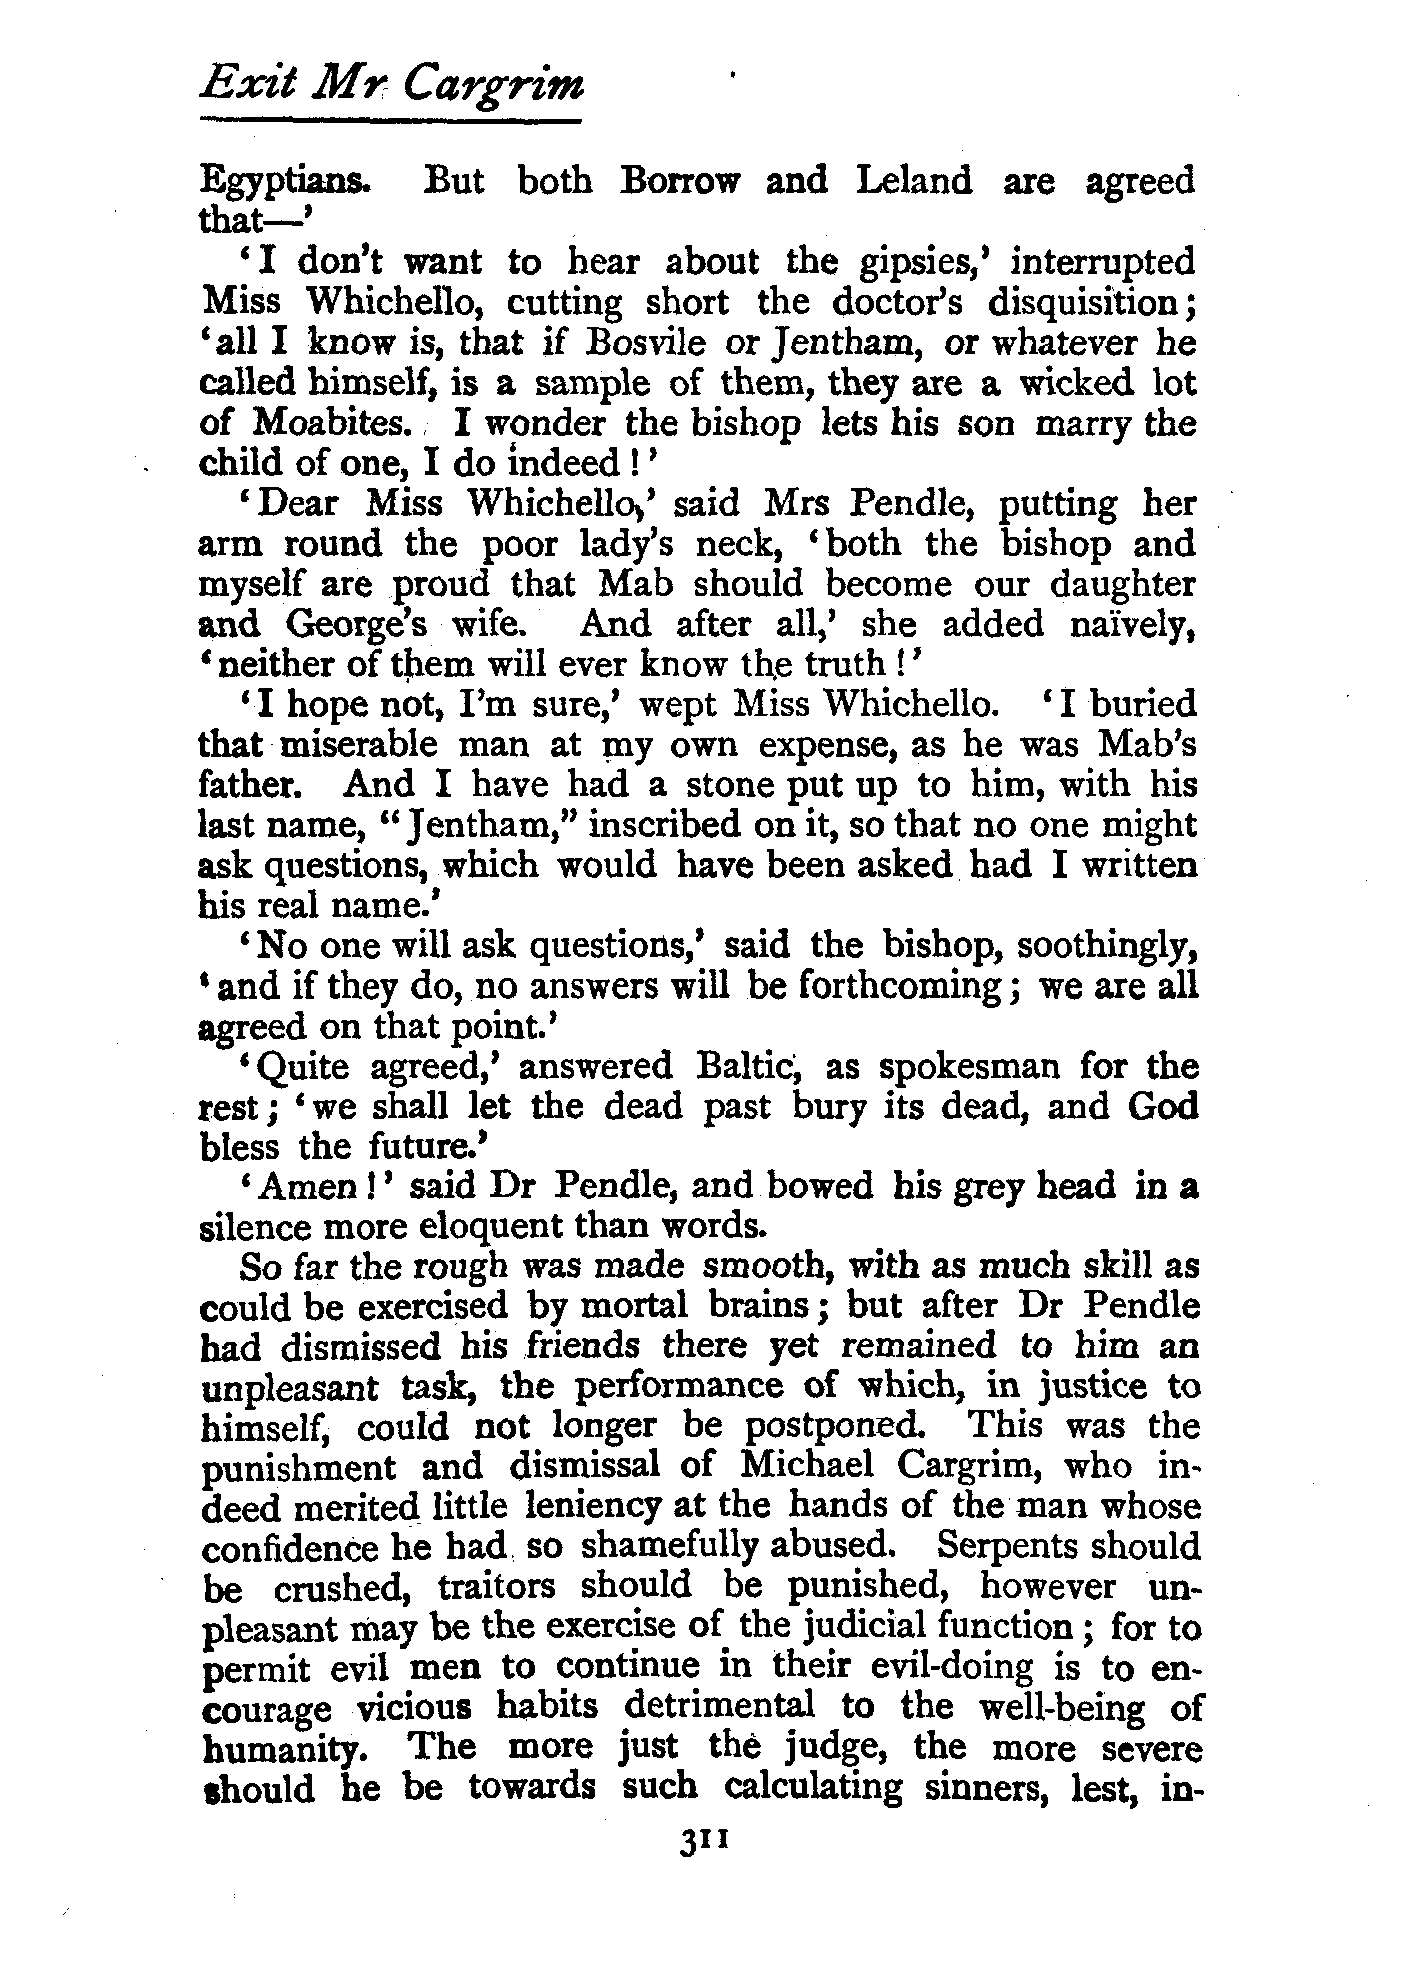 Exit Mr Cargrim
Egyptians. But both Borrow and Leland are agreed
that—’
‘I don’t want to hear about the gipsies,’ interrupted
Miss Whichello, cutting short the doctor’s disquisition;
‘all I know is, that if Bosvile or Jentham, or whatever he
called himself, is a sample of them, they are a wicked lot
of Moabites. I wonder the bishop lets his son marry the
child of one, I do indeed!’
‘Dear Miss Whichello,’ said Mrs Pendle, putting her
arm round the poor lady’s neck, ‘both the bishop and
myself are proud that Mab should become our daughter
and George’s wife. And after all,’ she added naïvely,
‘neither of them will ever know the truth!’
‘I hope not, I’m sure,’ wept Miss Whichello. ‘I buried
that miserable man at my own expense, as he was Mab’s
father. And I have had a stone put up to him, with his
last name, “Jentham,” inscribed on it, so that no one might
ask questions, which would have been asked had I written
his real name.’
‘No one will ask questions,’ said the bishop, soothingly,
‘and if they do, no answers will be forthcoming; we are all
agreed on that point.’
‘Quite agreed,’ answered Baltic, as spokesman for the
rest; ‘we shall let the dead past bury its dead, and God
bless the future.’
‘Amen!’ said Dr Pendle, and bowed his grey head in a
silence more eloquent than words.
So far the rough was made smooth, with as much skill as
could be exercised by mortal brains; but after Dr Pendle
had dismissed his friends there yet remained to him an
unpleasant task, the performance of which, in justice to
himself, could not longer be postponed. This was the
punishment and dismissal of Michael Cargrim, who in-
deed merited little leniency at the hands of the man whose
confidence he had so shamefully abused. Serpents should
be crushed, traitors should be punished, however un-
pleasant may be the exercise of the judicial function; for to
permit evil men to continue in their evil-doing is to en-
courage vicious habits detrimental to the well-being of
humanity. The more just the judge, the more severe
should he be towards such calculating sinners, lest, in-
311